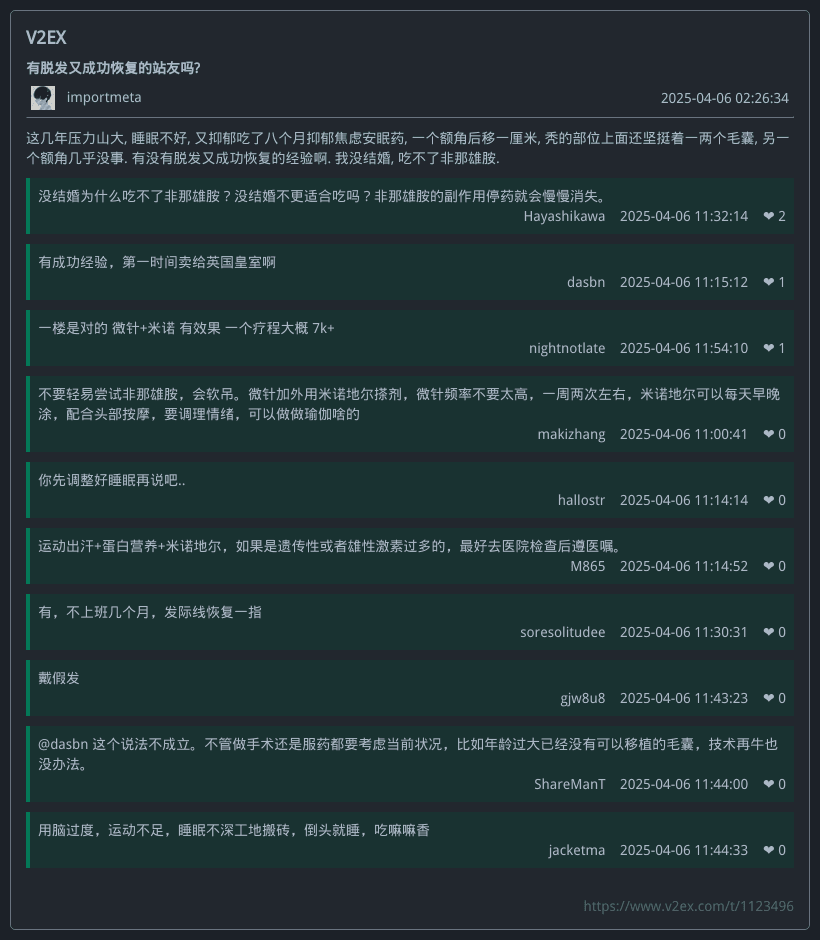 V2EX
有脱发又成功恢复的站友吗?
importmeta 2025-04-06 02:26:34
这几年压力山大, 睡眠不好, 又抑郁吃了八个月抑郁焦虑安眠药, 一个额角后移一厘米, 秃的部位上面还坚挺着一两个毛囊, 另一
个额角几乎没事. 有没有脱发又成功恢复的经验啊. 我没结婚, 吃不了非那雄胺.
没结婚为什么吃不了非那雄胺？没结婚不更适合吃吗？非那雄胺的副作用停药就会慢慢消失。
Hayashikawa 2025-04-06 11:32:14 ❤ 2
有成功经验，第一时间卖给英国皇室啊
dasbn 2025-04-06 11:15:12 ❤ 1
一楼是对的 微针+米诺 有效果 一个疗程大概 7k+
nightnotlate 2025-04-06 11:54:10 ❤ 1
不要轻易尝试非那雄胺，会软吊。微针加外用米诺地尔搽剂，微针频率不要太高，一周两次左右，米诺地尔可以每天早晚
涂，配合头部按摩，要调理情绪，可以做做瑜伽啥的
makizhang 2025-04-06 11:00:41 ❤ 0
你先调整好睡眠再说吧..
hallostr 2025-04-06 11:14:14 ❤ 0
运动出汗+蛋白营养+米诺地尔，如果是遗传性或者雄性激素过多的，最好去医院检查后遵医嘱。
M865 2025-04-06 11:14:52 ❤ 0
有，不上班几个月，发际线恢复一指
soresolitudee 2025-04-06 11:30:31 ❤ 0
戴假发
gjw8u8 2025-04-06 11:43:23 ❤ 0
@dasbn 这个说法不成立。不管做手术还是服药都要考虑当前状况，比如年龄过大已经没有可以移植的毛囊，技术再牛也
没办法。
ShareManT 2025-04-06 11:44:00 ❤ 0
用脑过度，运动不足，睡眠不深工地搬砖，倒头就睡，吃嘛嘛香
jacketma 2025-04-06 11:44:33 ❤ 0
https://www.v2ex.com/t/1123496